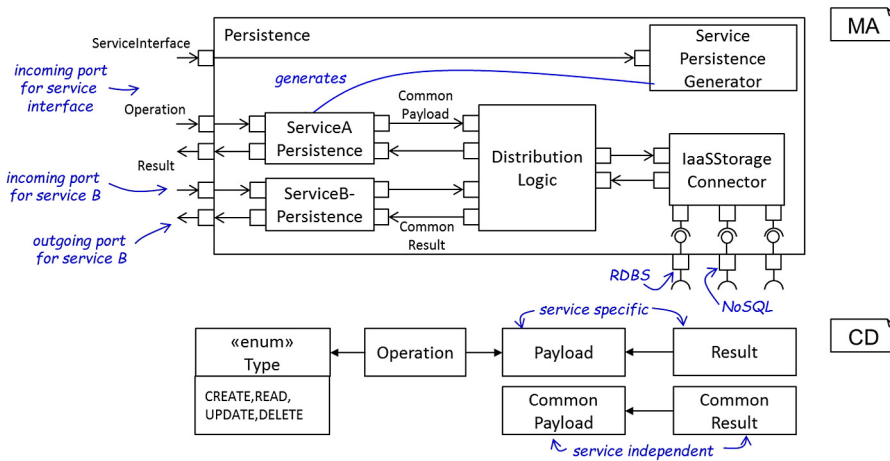 MA
ServiceInterface
Persistence
Service
Persistence
Generator
incoming port
for service
interface
generates
Operation
Common
Payload
ServiceA
Persistence
Result
Distribution
Logic
IaaSStorage
Connector
incoming port
for service B
ServiceB-
Persistence
outgoing port
for service B
Common
Result
RDBS
NoSQL
service specific
CD
«enum»
Type
Operation
Payload
Result
CREATE,READ,
UPDATE,DELETE
Common
Payload
Common
Result
service independent